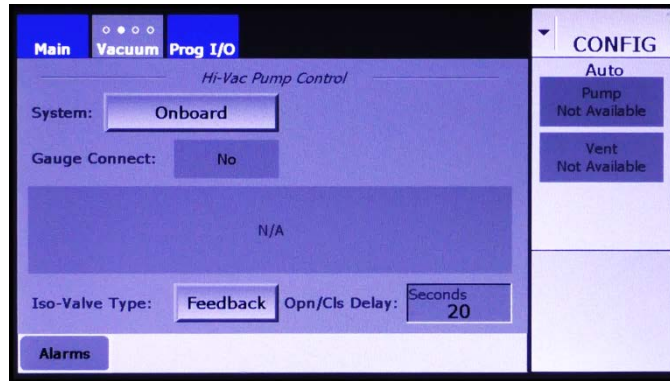 Main
Vacuum
Prog I/O
CONFIG
Hi-Vac Pump Control
System: Onboard
Gauge Connect: No
N/A
Iso-Valve Type: Feedback Opn/Cls Delay: Seconds
20
Alarms
Auto
Pump
Not Available
Vent
Not Available